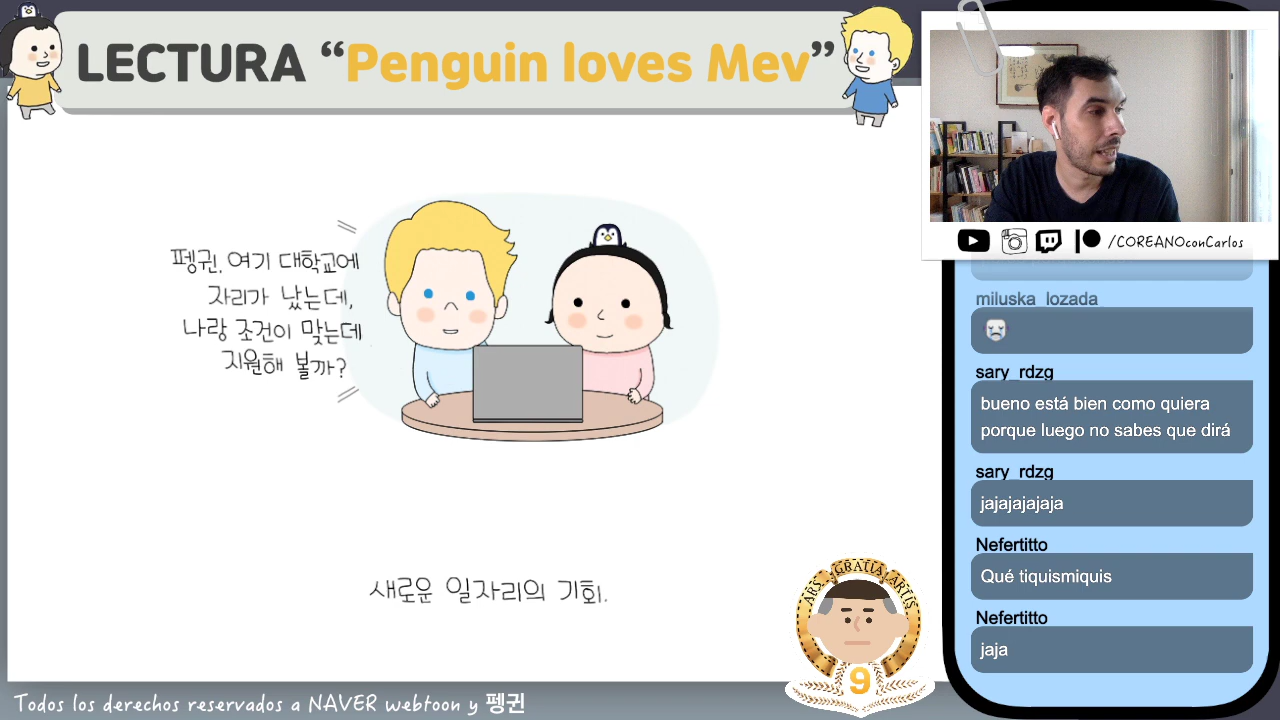 LECTURA “Penguin loves Mev”
펭귄, 여기 대학교에
자리가 났는데,
나랑 조건이 맞는데
지원해 볼까?
새로운 일자리의 기회.
ARS GRATIA ARTIS
9
Todos los derechos reservados a NAVER webtoon y 펭귄
/COREANOconCarlos
miluska_lozada
sary_rdzg
bueno está bien como quiera
porque luego no sabes que dirá
sary_rdzg
jajajajajaja
Nefertitto
Qué tiquismiquis
Nefertitto
jaja